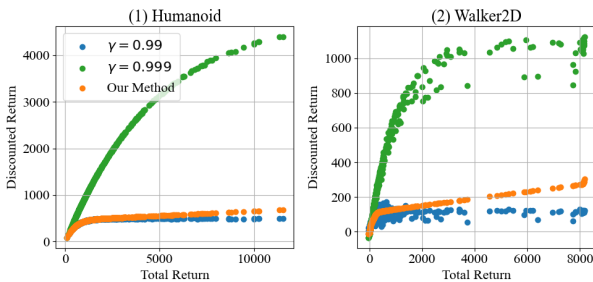 (1) Humanoid
4000
3000
2000
1000
0
Discounted Return
γ = 0.99
γ = 0.999
Our Method
0
5000
10000
Total Return
(2) Walker2D
1000
800
600
400
200
0
Discounted Return
0
2000
4000
6000
8000
Total Return